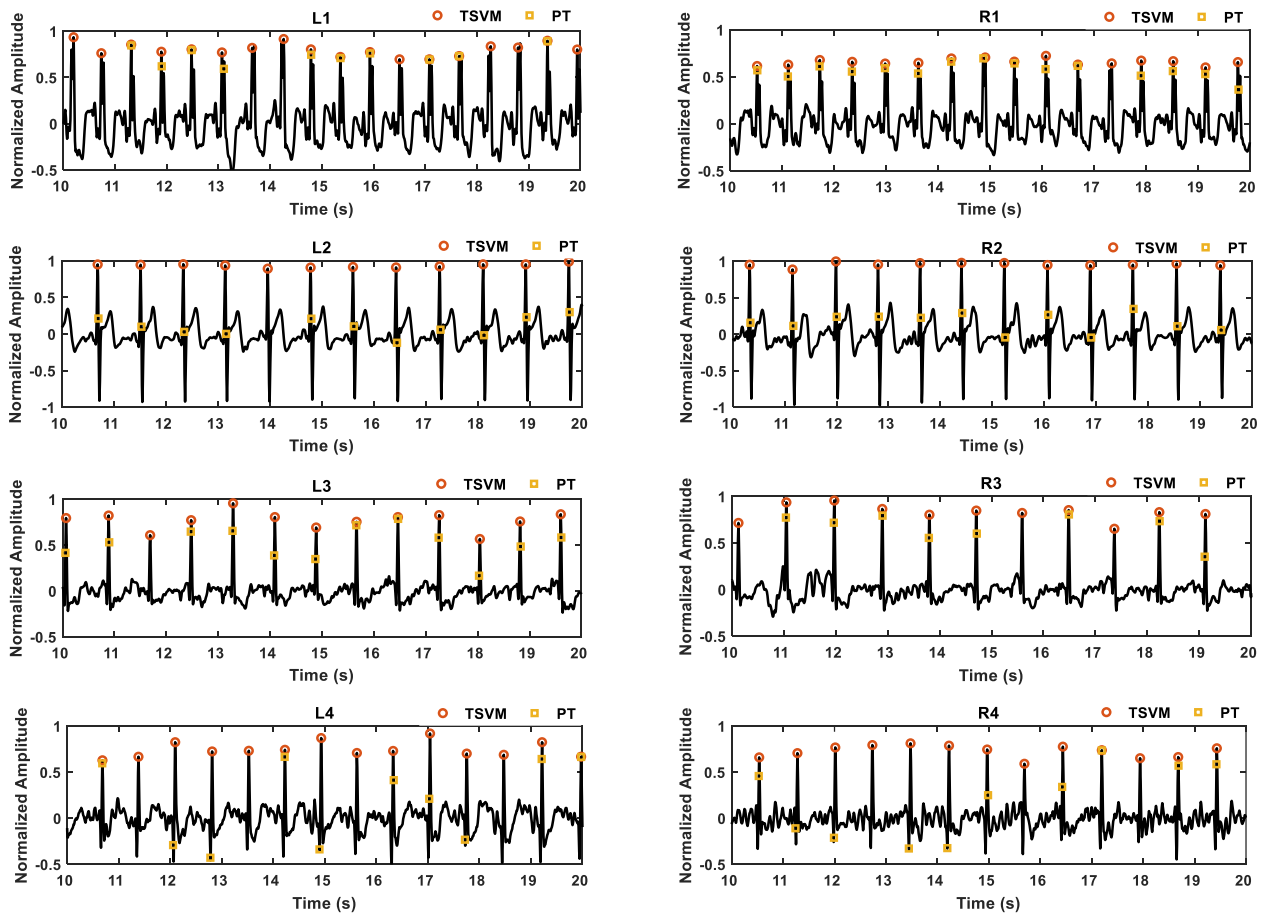 L1 TSVM PT
Normalized Amplitude
1
0.5
0
-0.5
10 11 12 13 14 15 16 17 18 19 20
Time (s)
R1 TSVM PT
Normalized Amplitude
1
0.5
0
-0.5
10 11 12 13 14 15 16 17 18 19 20
Time (s)
L2 TSVM PT
Normalized Amplitude
1
0.5
0
-0.5
-1
10 11 12 13 14 15 16 17 18 19 20
Time (s)
R2 TSVM PT
Normalized Amplitude
1
0.5
0
-0.5
-1
10 11 12 13 14 15 16 17 18 19 20
Time (s)
L3 TSVM PT
Normalized Amplitude
1
0.5
0
-0.5
10 11 12 13 14 15 16 17 18 19 20
Time (s)
R3 TSVM PT
Normalized Amplitude
1
0.5
0
-0.5
10 11 12 13 14 15 16 17 18 19 20
Time (s)
L4 TSVM PT
Normalized Amplitude
1
0.5
0
-0.5
10 11 12 13 14 15 16 17 18 19 20
Time (s)
R4 TSVM PT
Normalized Amplitude
1
0.5
0
-0.5
10 11 12 13 14 15 16 17 18 19 20
Time (s)